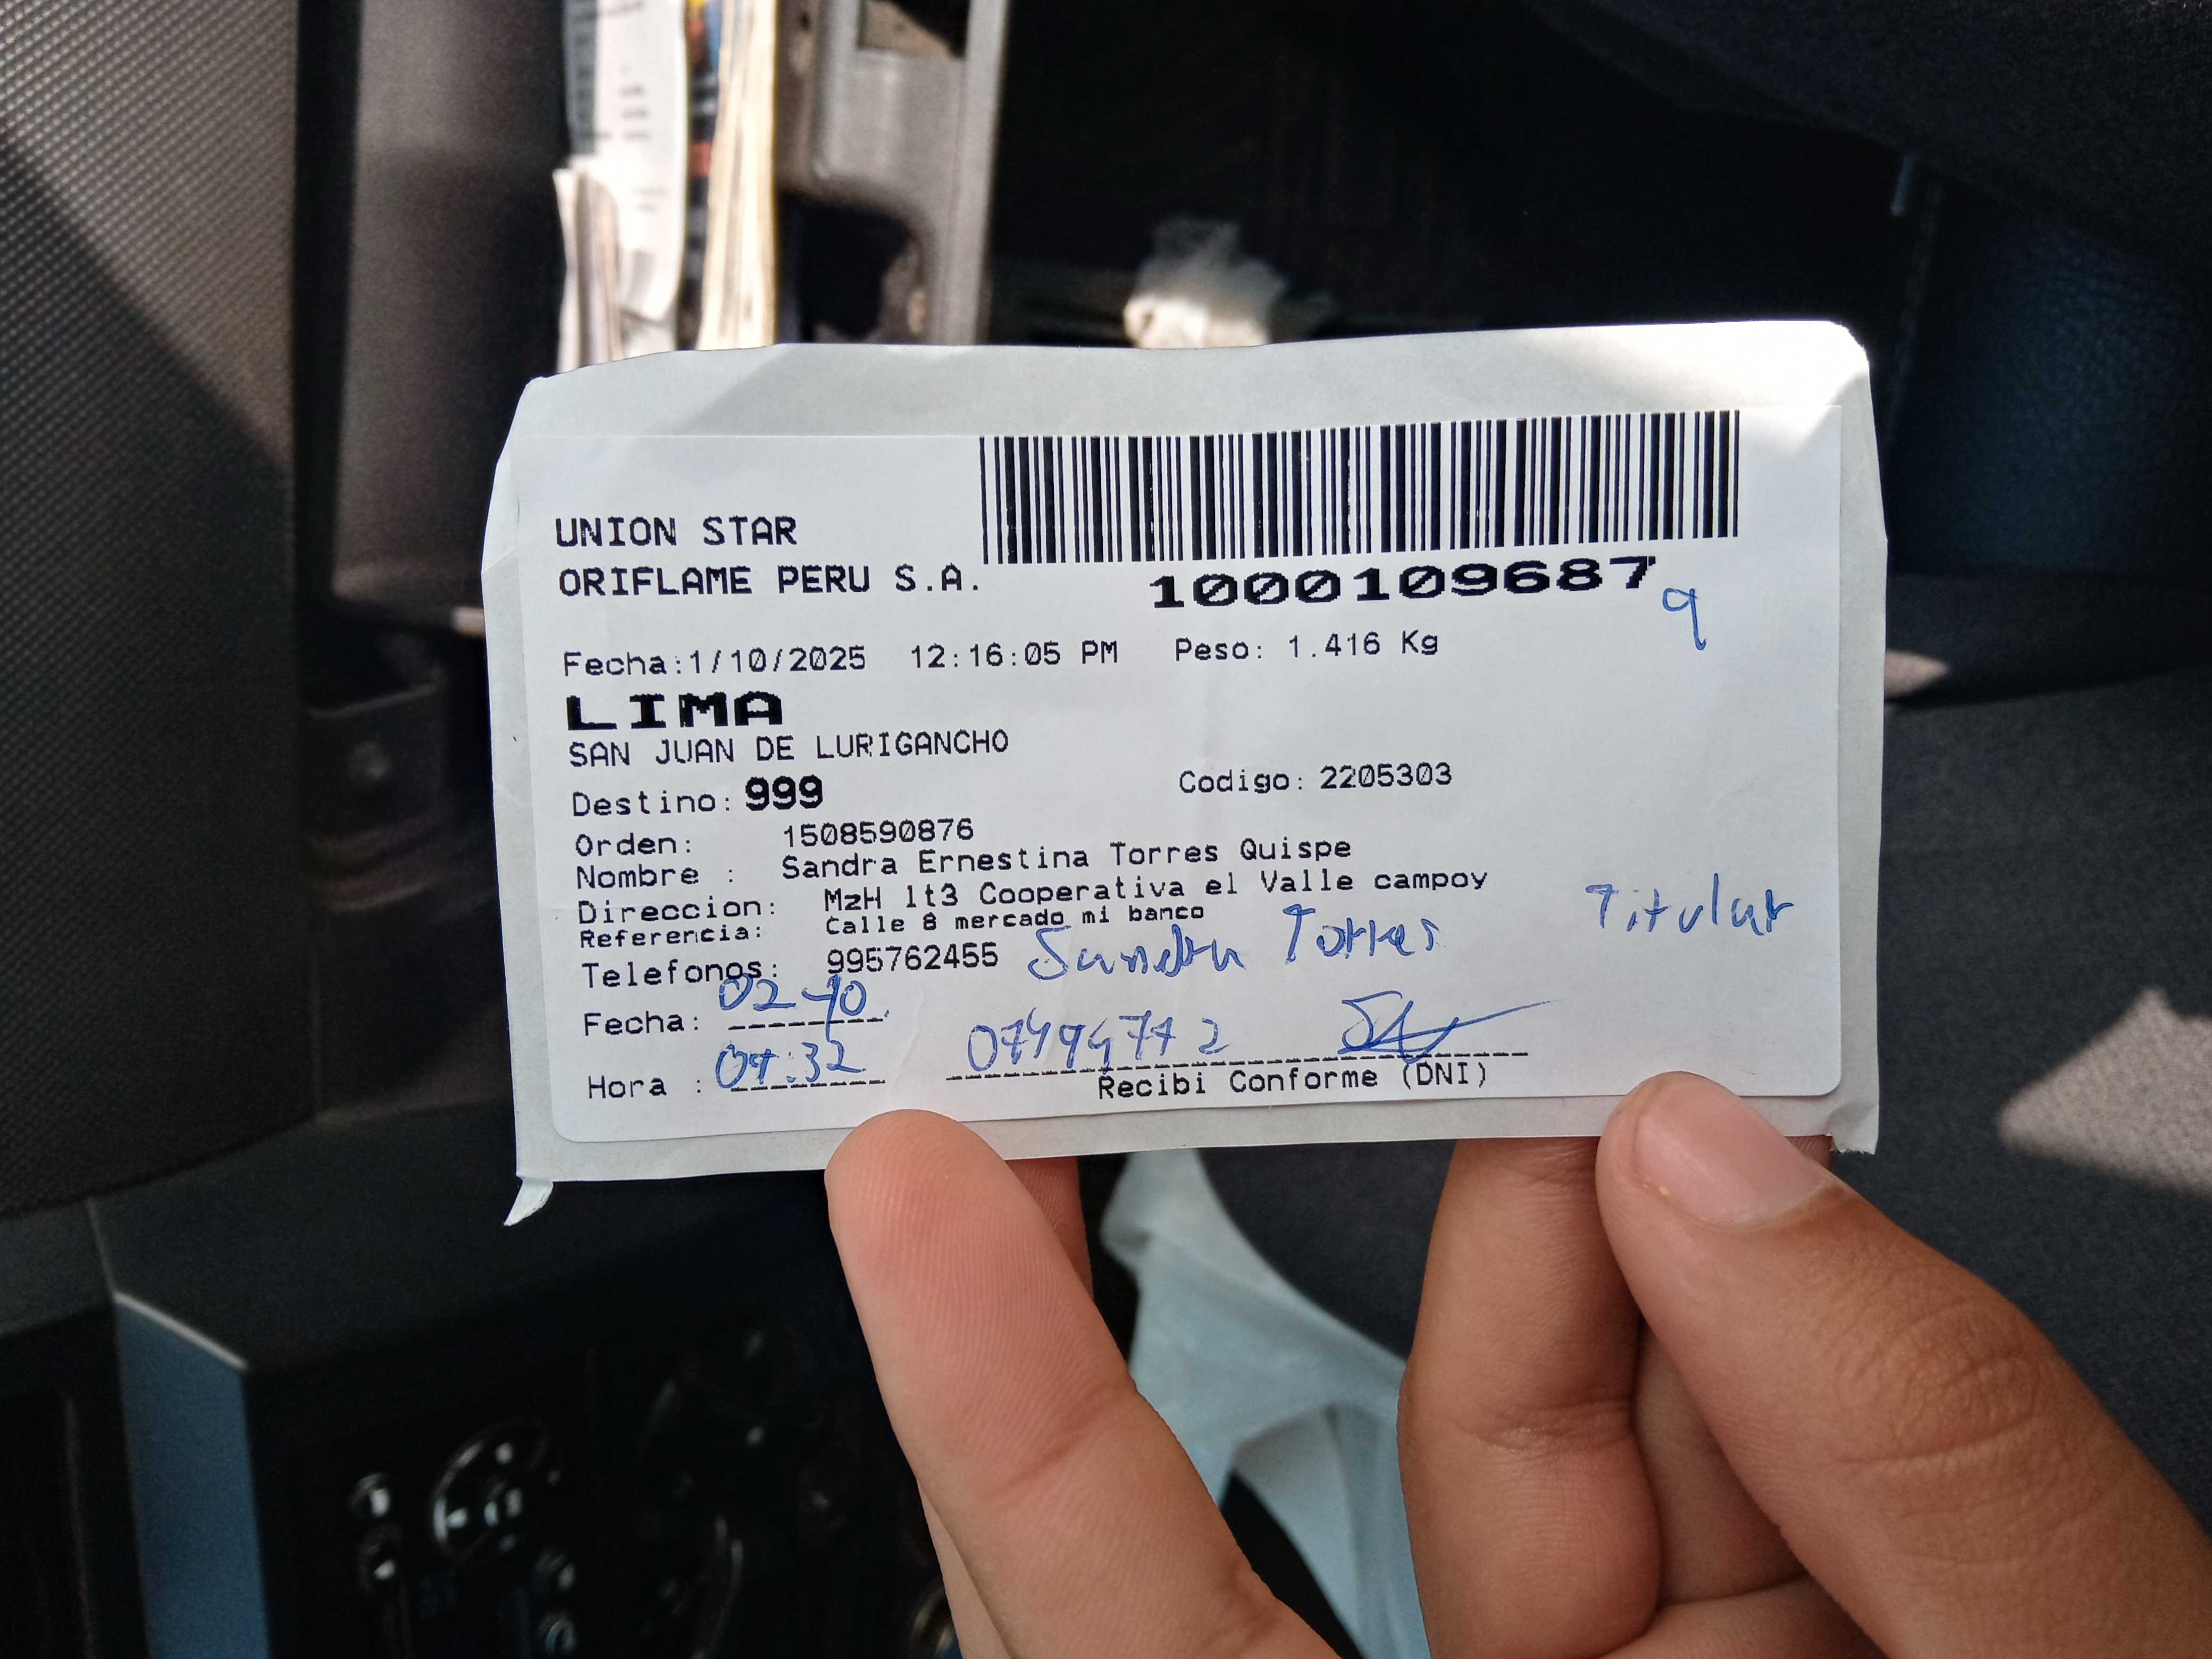 UNION STAR
ORIFLAME PERU S.A.
1000109687
9
Fecha:1/10/2025 12:16:05 PM Peso: 1.416 Kg
LIMA
SAN JUAN DE LURIGANCHO
Destino: 999 Codigo: 2205303
Orden: 1508590876
Nombre : Sandra Ernestina Torres Quispe
Direccion: MzH lt3 Cooperativa el Valle campoy
Referencia: Calle 8 mercado mi banco
Titular
Telefonos: 995762455 Sandra Torres
Fecha: 02-10
Hora :
Recibi Conforme (DNI)